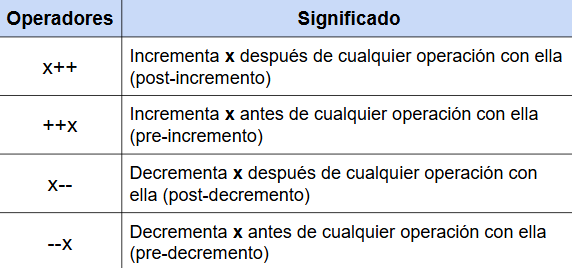 Operadores Significado
x++ Incrementa x después de cualquier operación con ella
(post-incremento)
++x Incrementa x antes de cualquier operación con ella
(pre-incremento)
x-- Decrementa x después de cualquier operación con
ella (post-decremento)
--x Decrementa x antes de cualquier operación con ella
(pre-decremento)